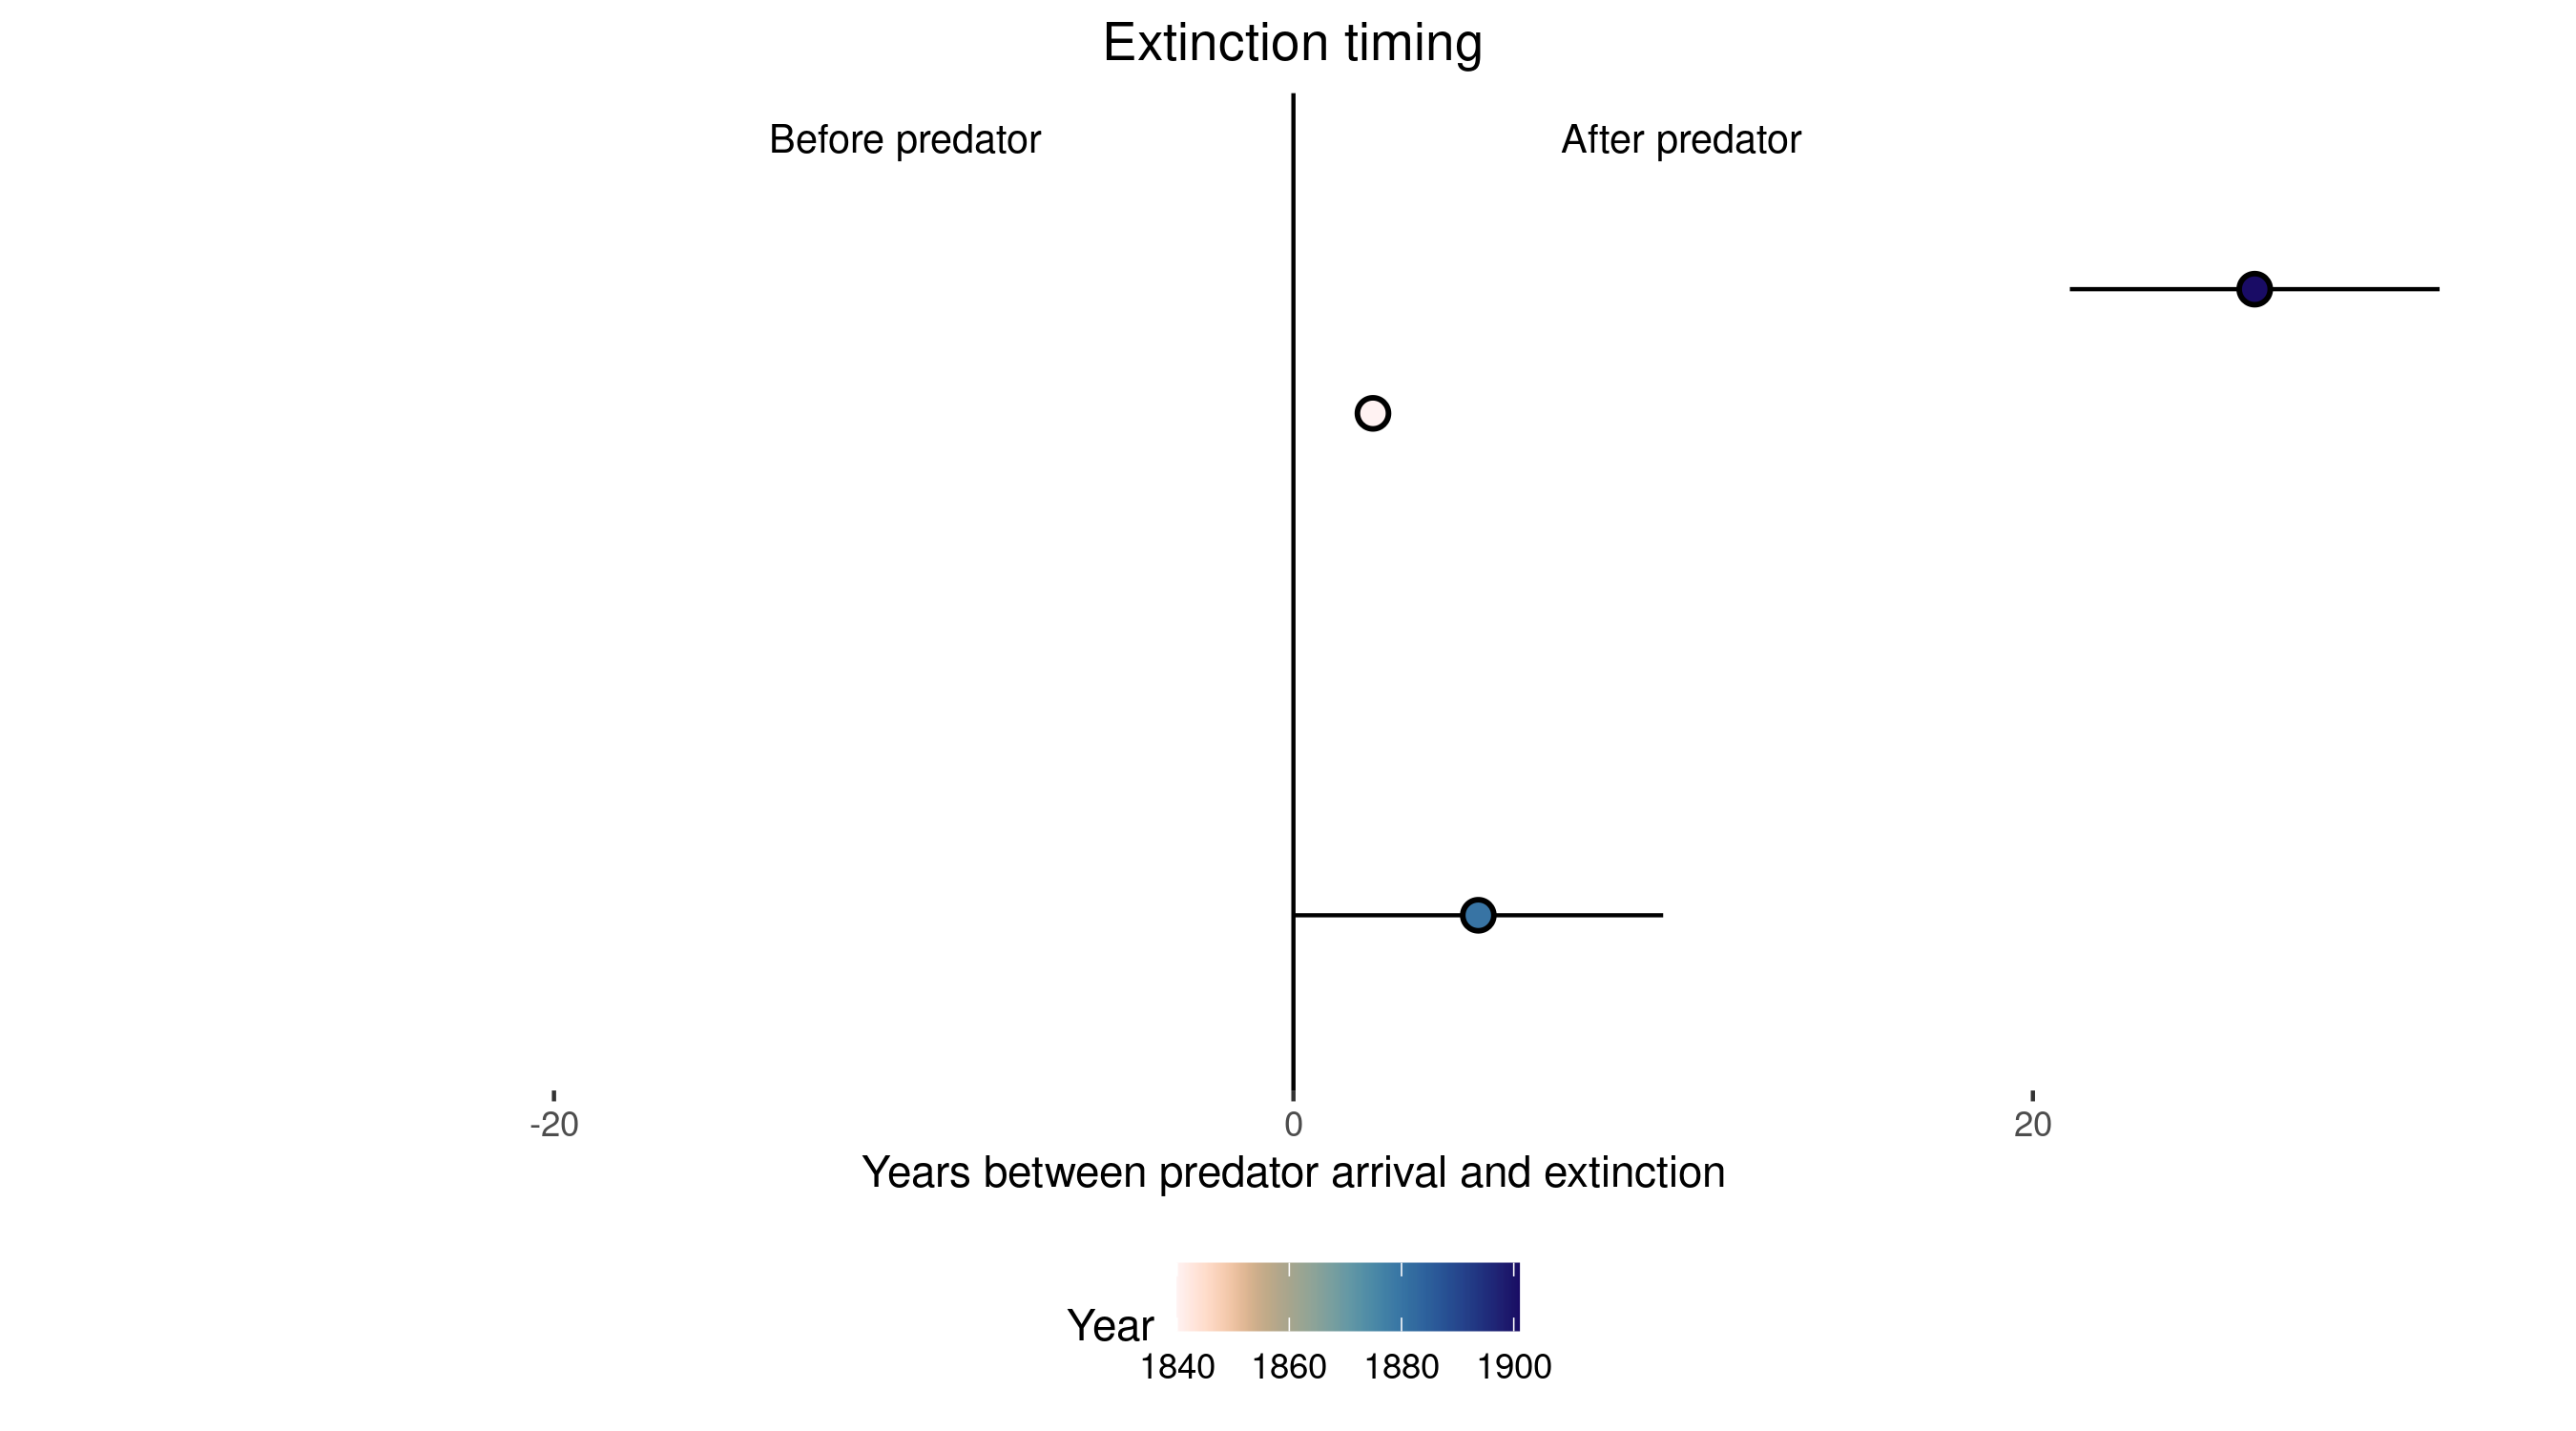 Extinction timing
Before predator
After predator
-20
0
20
Years between predator arrival and extinction
Year
1840
1860
1880
1900